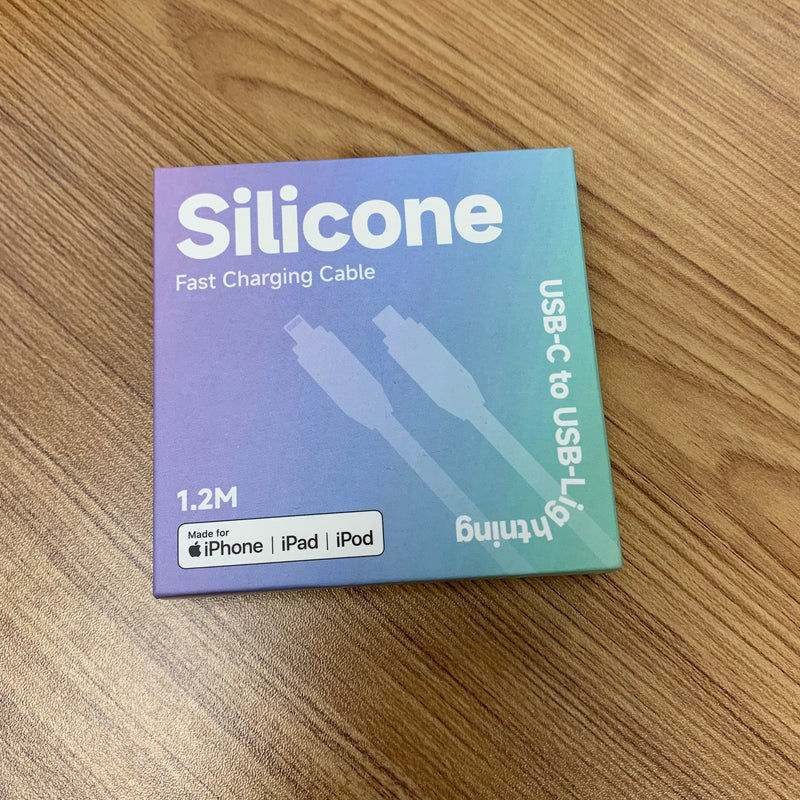 Silicone
Fast Charging Cable
USB-C to USB-Lightning
1.2M
Made for
iPhone | iPad | iPod